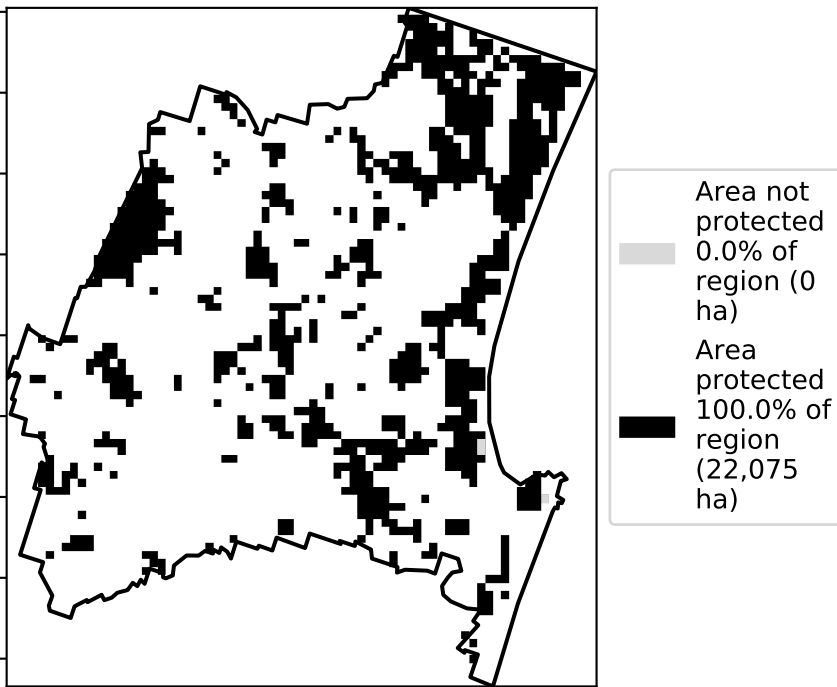 Area not
protected
0.0% of
region (0
ha)
Area
protected
100.0% of
region
(22,075
ha)